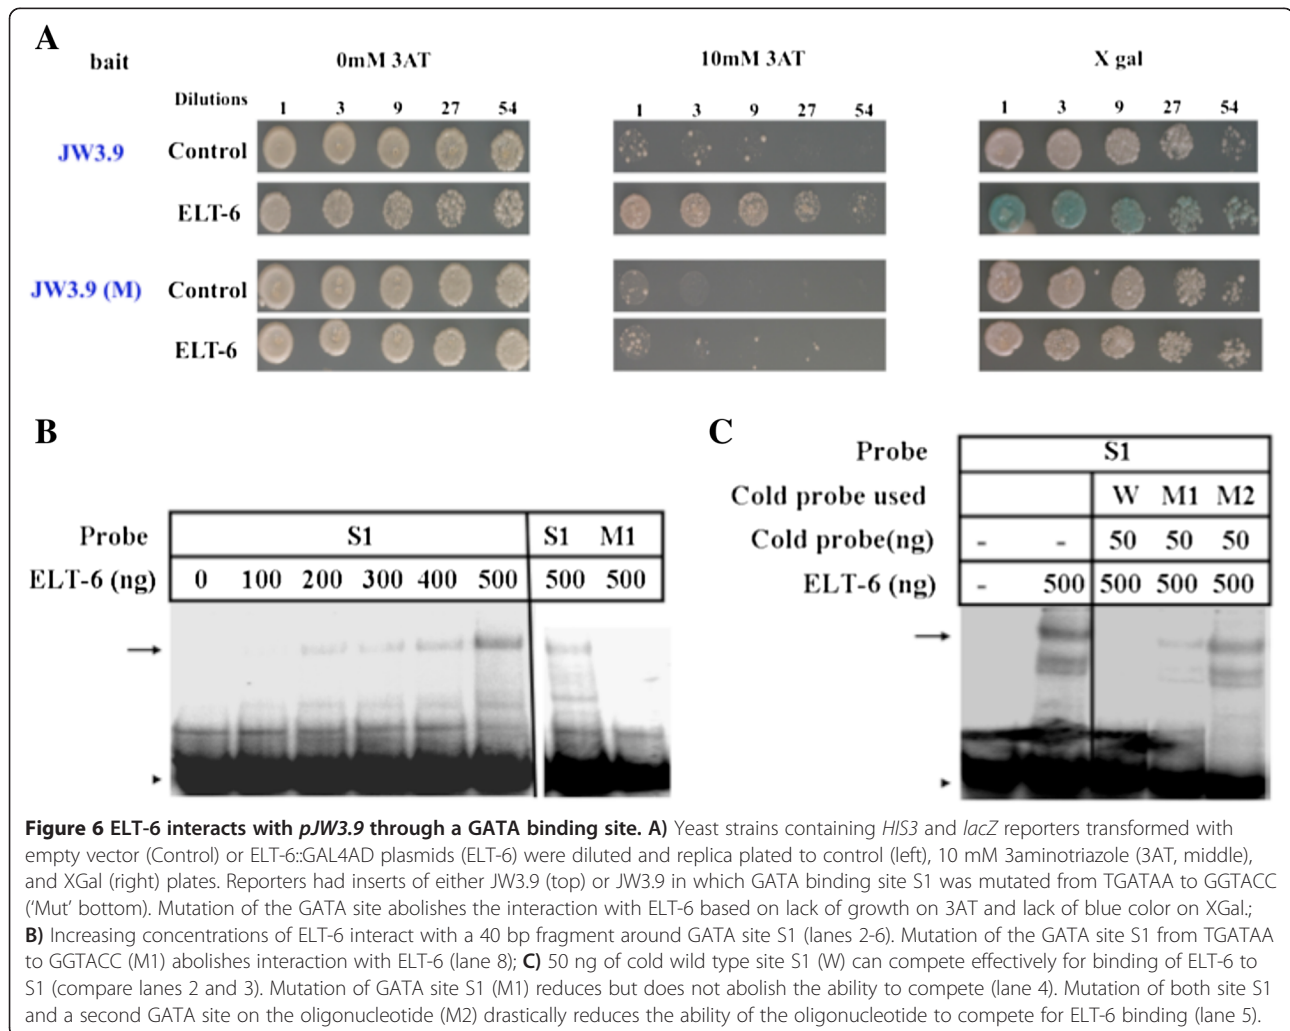 A
bait 0mM 3AT 10mM 3AT X gal
Dilutions 1 3 9 27 54 1 3 9 27 54 1 3 9 27 54
JW3.9 Control
ELT-6
JW3.9 (M) Control
ELT-6
B
Probe S1 S1 M1
ELT-6 (ng) 0 100 200 300 400 500 500 500
C
Probe S1
Cold probe used W M1 M2
Cold probe(ng) - - 50 50 50
ELT-6 (ng) - 500 500 500 500
Figure 6 ELT-6 interacts with pJW3.9 through a GATA binding site. A) Yeast strains containing HIS3 and lacZ reporters transformed with
empty vector (Control) or ELT-6::GAL4AD plasmids (ELT-6) were diluted and replica plated to control (left), 10 mM 3aminotriazole (3AT, middle),
and XGal (right) plates. Reporters had inserts of either JW3.9 (top) or JW3.9 in which GATA binding site S1 was mutated from TGATAA to GGTACC
(‘Mut’ bottom). Mutation of the GATA site abolishes the interaction with ELT-6 based on lack of growth on 3AT and lack of blue color on XGal.;
B) Increasing concentrations of ELT-6 interact with a 40 bp fragment around GATA site S1 (lanes 2-6). Mutation of the GATA site S1 from TGATAA
to GGTACC (M1) abolishes interaction with ELT-6 (lane 8); C) 50 ng of cold wild type site S1 (W) can compete effectively for binding of ELT-6 to
S1 (compare lanes 2 and 3). Mutation of GATA site S1 (M1) reduces but does not abolish the ability to compete (lane 4). Mutation of both site S1
and a second GATA site on the oligonucleotide (M2) drastically reduces the ability of the oligonucleotide to compete for ELT-6 binding (lane 5).